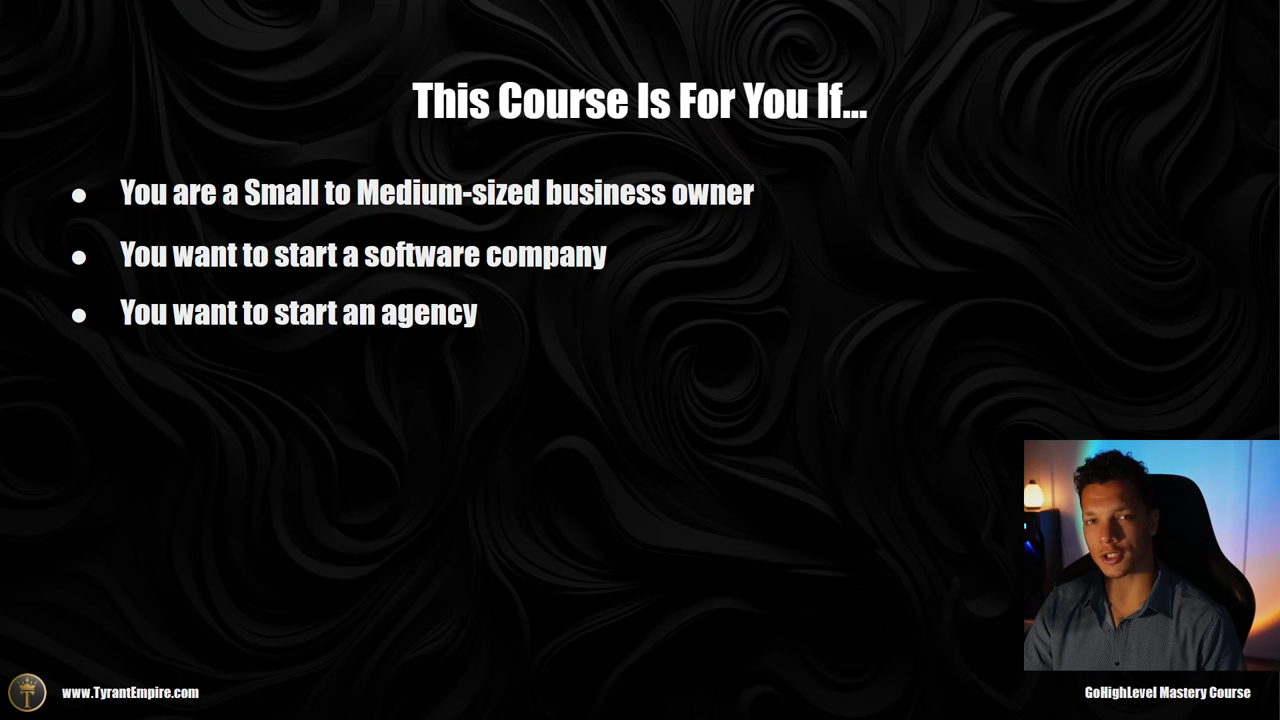 This Course Is For You If...
● You are a Small to Medium-sized business owner
● You want to start a software company
● You want to start an agency
www.TyrantEmpire.com
GoHighLevel Mastery Course